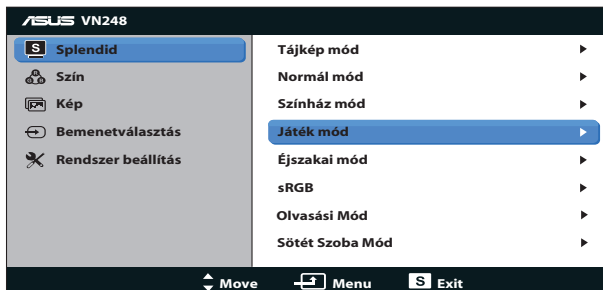 ASUS VN248
S Splendid
Szín
Kép
Bemenetválasztás
Rendszer beállítás
Tájkép mód
Normál mód
Színház mód
Játék mód
Éjszakai mód
sRGB
Olvasási Mód
Sötét Szoba Mód
Move Menu S Exit